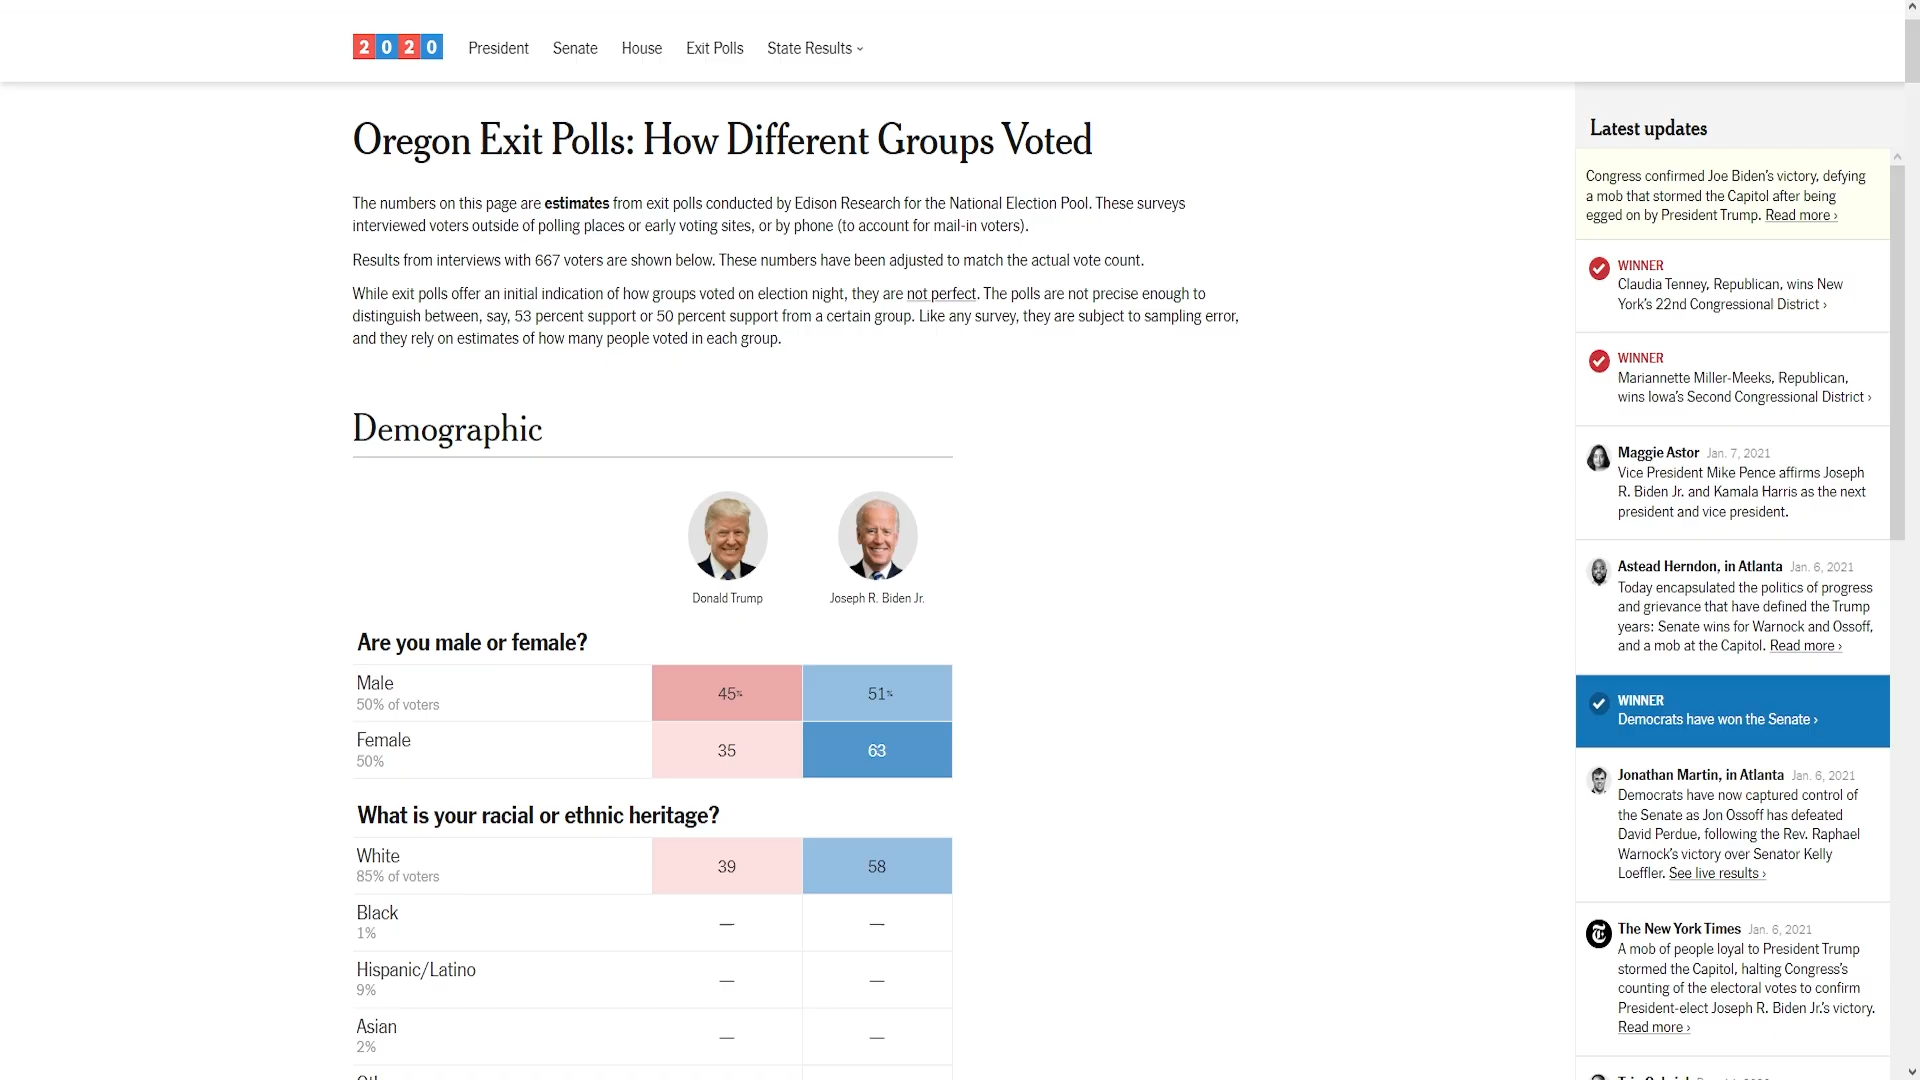 2020
President
Senate
House
Exit Polls
State Results
Oregon Exit Polls: How Different Groups Voted
The numbers on this page are estimates from exit polls conducted by Edison Research for the National Election Pool. These surveys
interviewed voters outside of polling places or early voting sites, or by phone (to account for mail-in voters).
Results from interviews with 667 voters are shown below. These numbers have been adjusted to match the actual vote count.
While exit polls offer an initial indication of how groups voted on election night, they are not perfect. The polls are not precise enough to
distinguish between, say, 53 percent support or 50 percent support from a certain group. Like any survey, they are subject to sampling error,
and they rely on estimates of how many people voted in each group.
Demographic
Donald Trump
Joseph R. Biden Jr.
Are you male or female?
Male
50% of voters
45%
51%
Female
50%
35
63
What is your racial or ethnic heritage?
White
85% of voters
39
58
Black
1%
—
—
Hispanic/Latino
9%
—
—
Asian
2%
—
—
Latest updates
Congress confirmed Joe Biden's victory, defying
a mob that stormed the Capitol after being
egged on by President Trump. Read more ›
WINNER
Claudia Tenney, Republican, wins New
York's 22nd Congressional District ›
WINNER
Mariannette Miller-Meeks, Republican,
wins Iowa's Second Congressional District ›
Maggie Astor Jan. 7, 2021
Vice President Mike Pence affirms Joseph
R. Biden Jr. and Kamala Harris as the next
president and vice president.
Astead Herndon, in Atlanta Jan. 6, 2021
Today encapsulated the politics of progress
and grievance that have defined the Trump
years: Senate wins for Warnock and Ossoff,
and a mob at the Capitol. Read more ›
WINNER
Democrats have won the Senate ›
Jonathan Martin, in Atlanta Jan. 6, 2021
Democrats have now captured control of
the Senate as Jon Ossoff has defeated
David Perdue, following the Rev. Raphael
Warnock's victory over Senator Kelly
Loeffler. See live results ›
The New York Times Jan. 6, 2021
A mob of people loyal to President Trump
stormed the Capitol, halting Congress's
counting of the electoral votes to confirm
President-elect Joseph R. Biden Jr.'s victory.
Read more ›